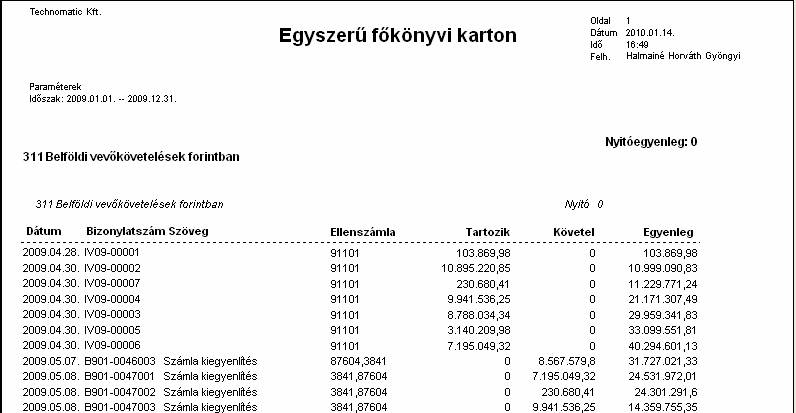 Technomatic Kft.
Egyszerű főkönyvi karton
Oldal 1
Dátum 2010.01.14.
Idő 16:49
Felh. Halmainé Horváth Gyöngyi
Paraméterek
Időszak: 2009.01.01. -- 2009.12.31.
Nyitóegyenleg: 0
311 Belföldi vevőkövetelések forintban
311 Belföldi vevőkövetelések forintban Nyitó 0
Dátum Bizonylatszám Szöveg Ellenszámla Tartozik Követel Egyenleg
2009.04.28. IV09-00001 91101 103.869,98 0 103.869,98
2009.04.30. IV09-00002 91101 10.895.220,85 0 10.999.090,83
2009.04.30. IV09-00007 91101 230.680,41 0 11.229.771,24
2009.04.30. IV09-00004 91101 9.941.536,25 0 21.171.307,49
2009.04.30. IV09-00003 91101 8.788.034,34 0 29.959.341,83
2009.04.30. IV09-00005 91101 3.140.209,98 0 33.099.551,81
2009.04.30. IV09-00006 91101 7.195.049,32 0 40.294.601,13
2009.05.07. B901-0046003 Számla kiegyenlítés 87604,3841 0 8.567.579,8 31.727.021,33
2009.05.08. B901-0047001 Számla kiegyenlítés 3841,87604 0 7.195.049,32 24.531.972,01
2009.05.08. B901-0047002 Számla kiegyenlítés 3841,87604 0 230.680,41 24.301.291,6
2009.05.08. B901-0047003 Számla kiegyenlítés 3841,87604 0 9.941.536,25 14.359.755,35